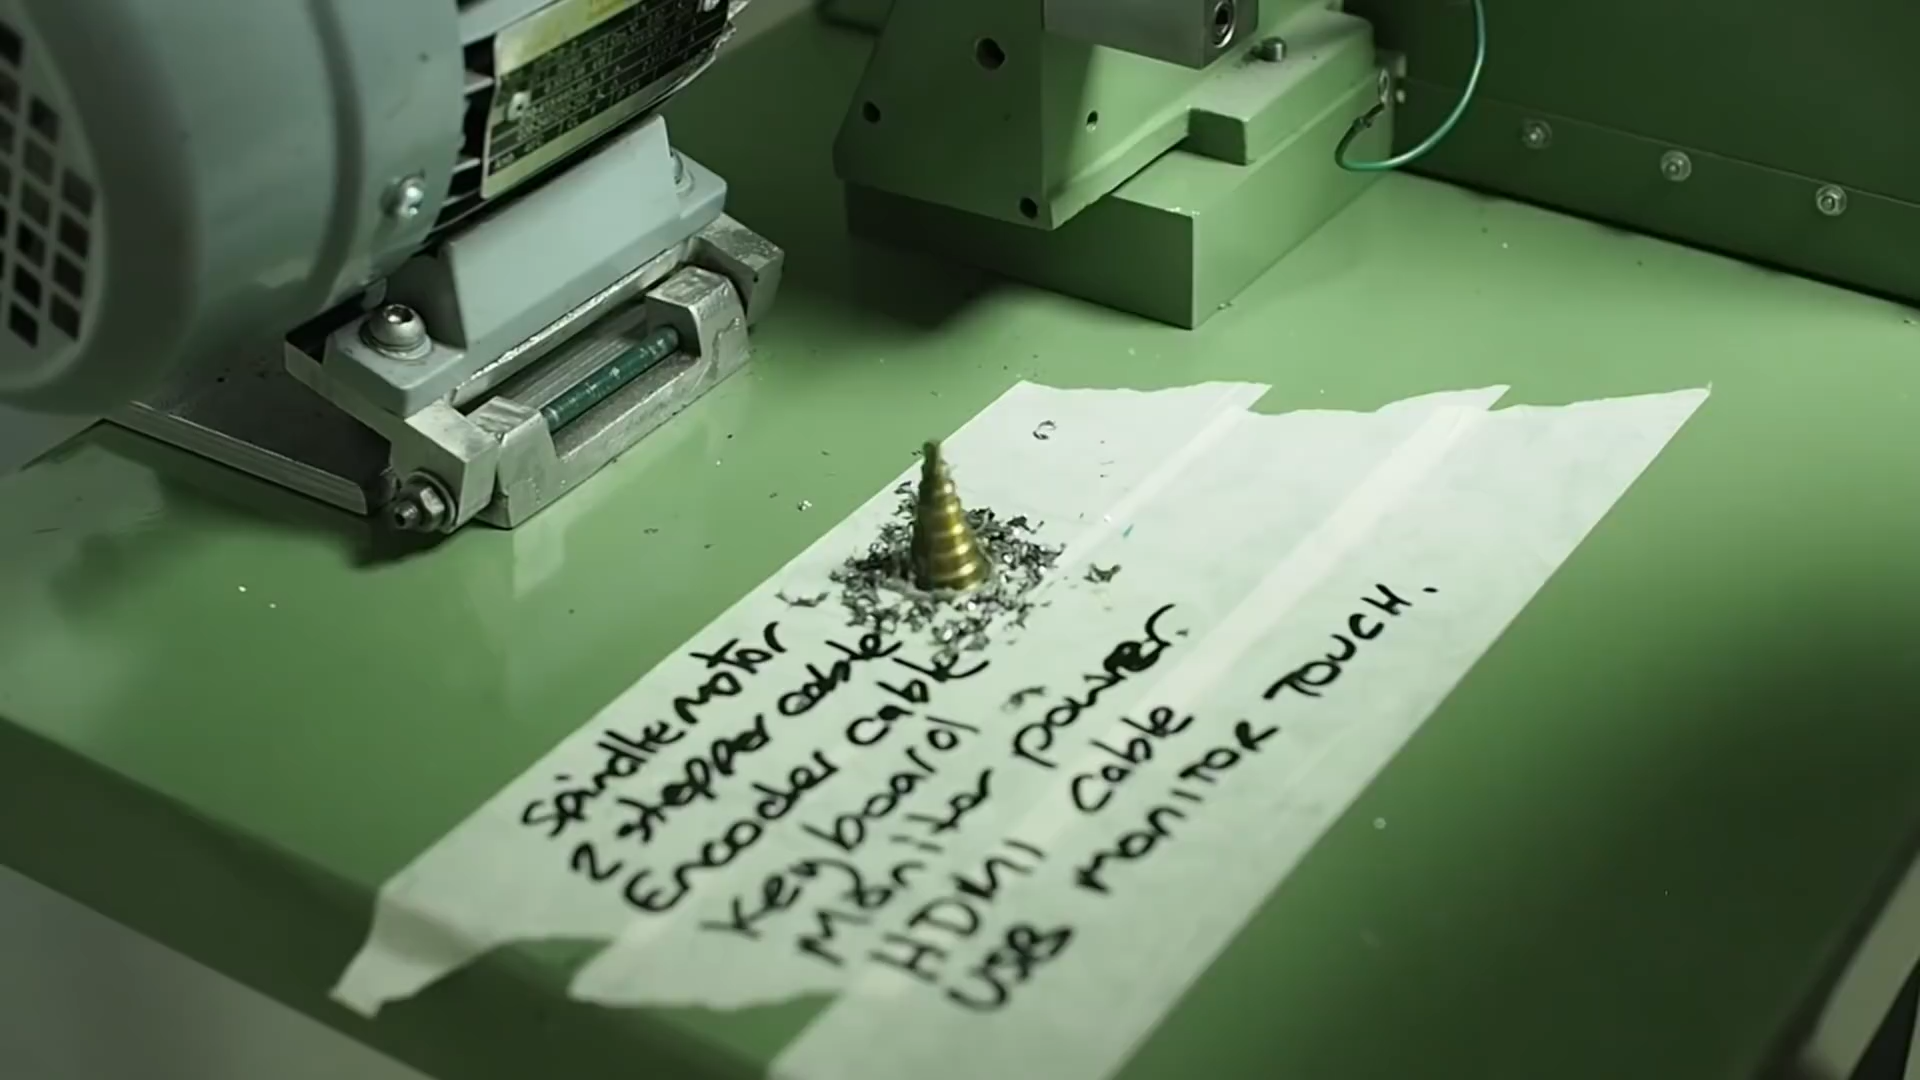 Spindle motor
2 stepper cable
Encoder cable
Keyboard
Monitor power.
HDMI Cable
USB MONITOR TOUCH.